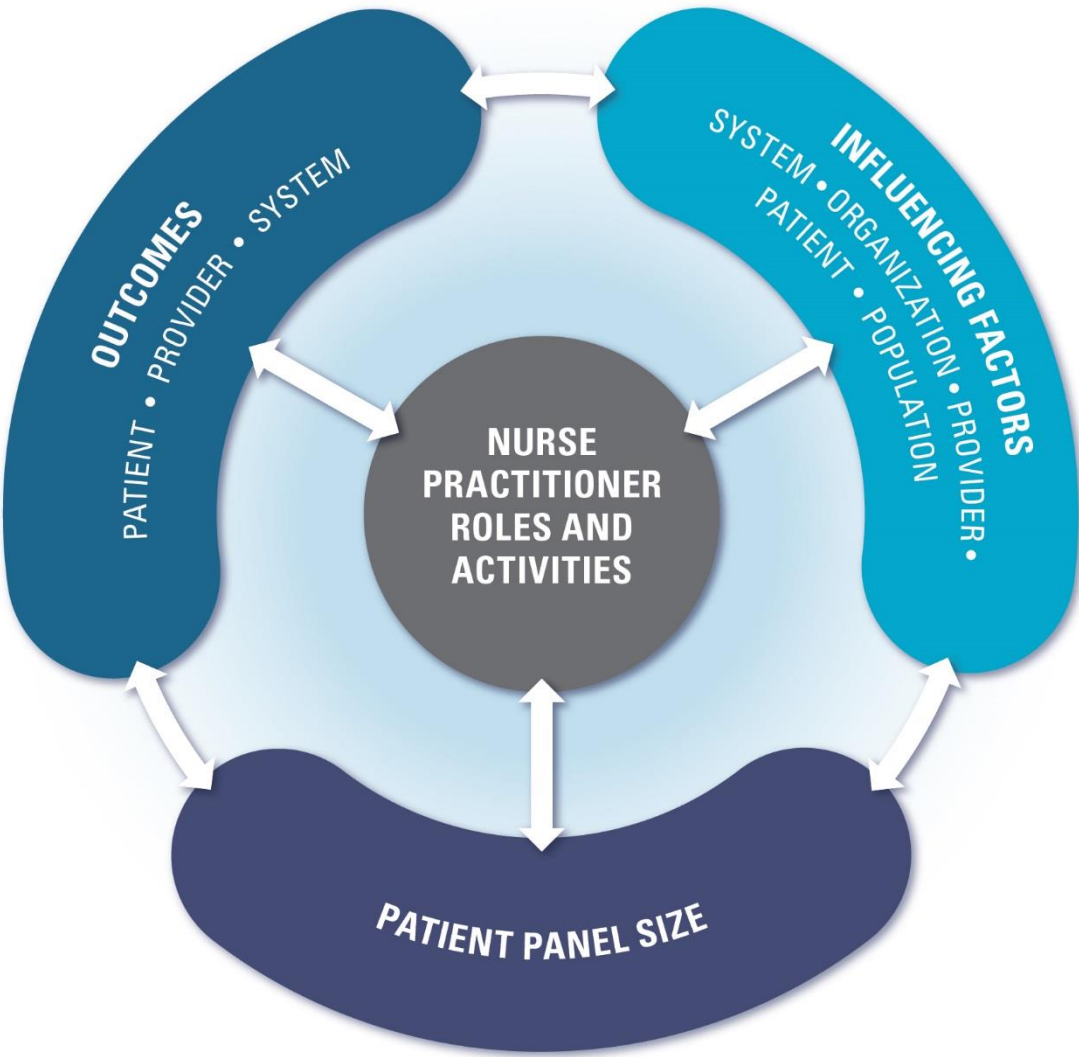 OUTCOMES
PATIENT • PROVIDER • SYSTEM
INFLUENCING FACTORS
SYSTEM • ORGANIZATION • PROVIDER •
PATIENT • POPULATION
NURSE
PRACTITIONER
ROLES AND
ACTIVITIES
PATIENT PANEL SIZE